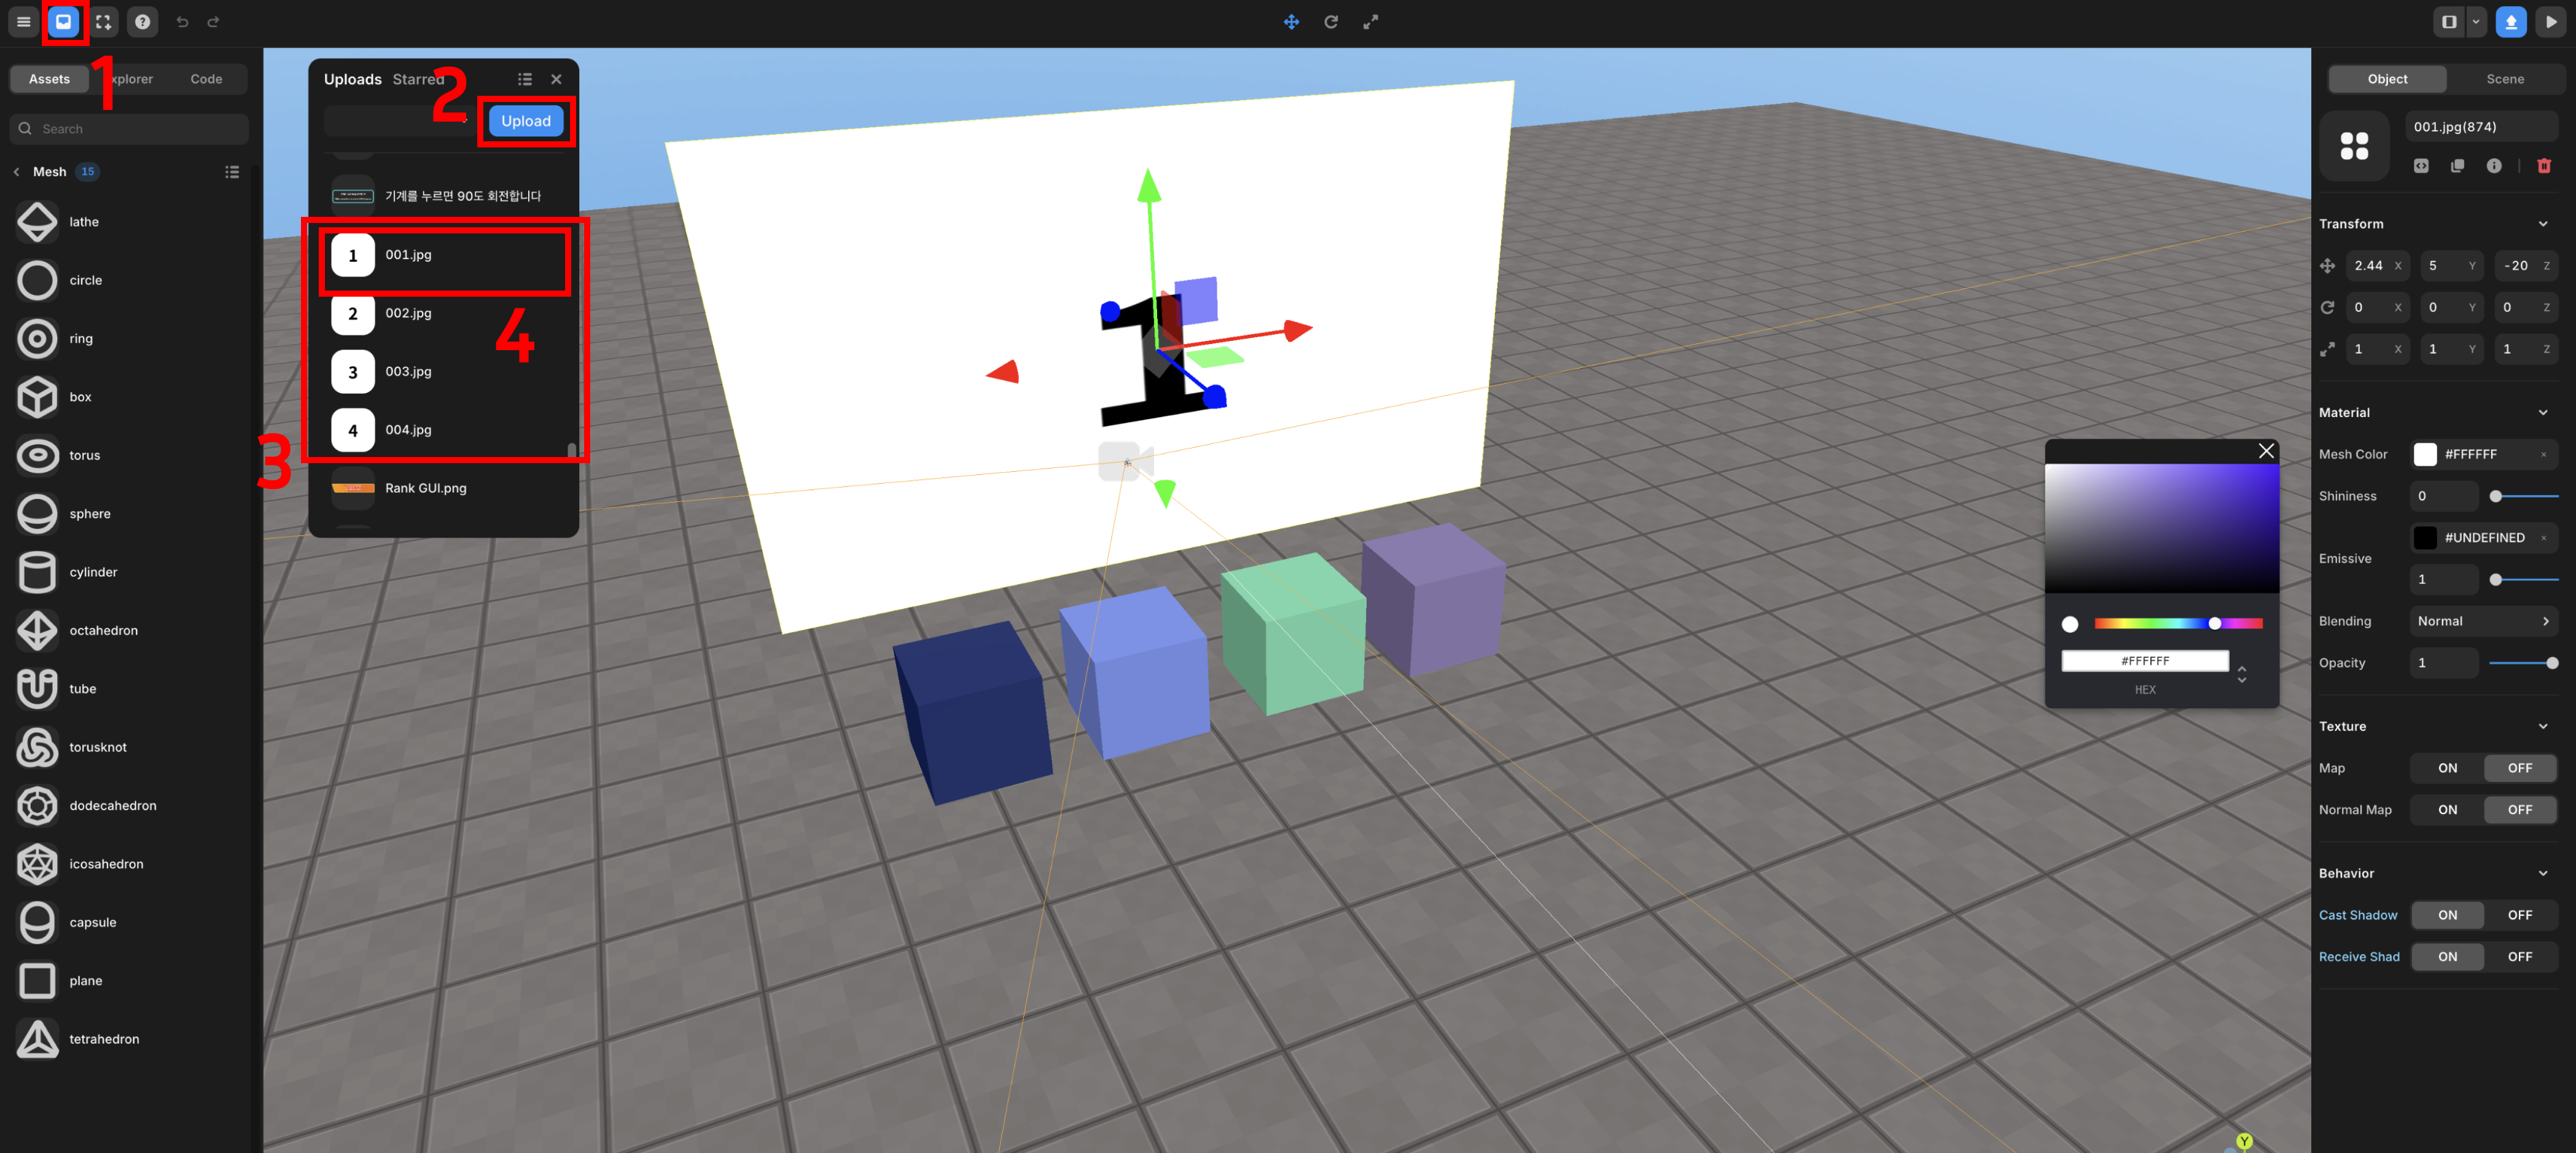 Assets
xplorer
Code
1
Search
Mesh
15
lathe
circle
ring
box
torus
sphere
cylinder
octahedron
tube
torusknot
dodecahedron
icosahedron
capsule
plane
tetrahedron
Uploads
Starred
2
Upload
기계를 누르면 90도 회전합니다
1
001.jpg
2
002.jpg
4
3
003.jpg
4
004.jpg
3
Rank GUI.png
1
Y
#FFFFFF
HEX
Object
Scene
001.jpg(874)
Transform
2.44 X 5 Y -20 Z
0 X 0 Y 0 Z
1 X 1 Y 1 Z
Material
Mesh Color #FFFFFF ×
Shininess 0
#UNDEFINED ×
Emissive
1
Blending Normal
Opacity 1
Texture
Map ON OFF
Normal Map ON OFF
Behavior
Cast Shadow ON OFF
Receive Shad ON OFF